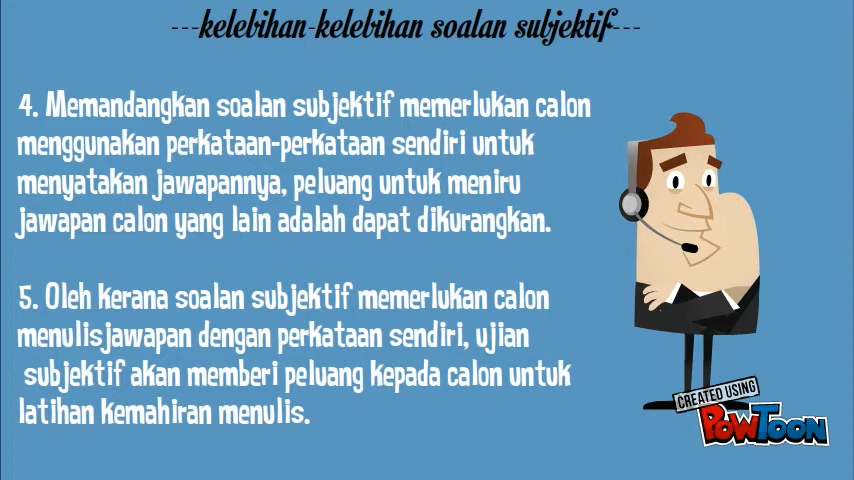 ---kelebihan-kelebihan soalan subjektif---
4. Memandangkan soalan subjektif memerlukan calon
menggunakan perkataan-perkataan sendiri untuk
menyatakan jawapannya, peluang untuk meniru
jawapan calon yang lain adalah dapat dikurangkan.
5. Oleh kerana soalan subjektif memerlukan calon
menulisjawapan dengan perkataan sendiri, ujian
subjektif akan memberi peluang kepada calon untuk
latihan kemahiran menulis.
CREATED USING
POWTOON